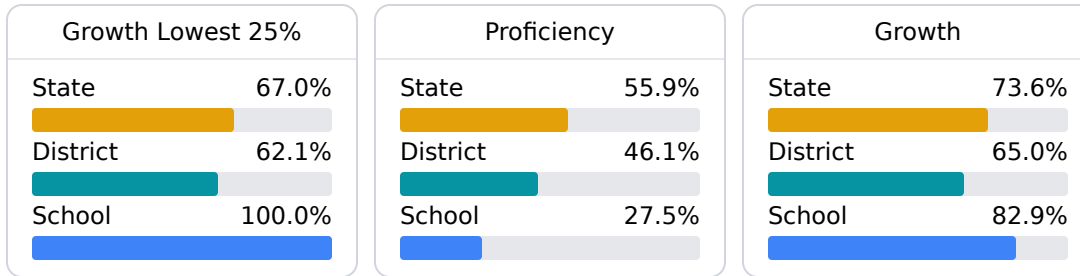 Growth Lowest 25%
State 67.0%
District 62.1%
School 100.0%
Proficiency
State 55.9%
District 46.1%
School 27.5%
Growth
State 73.6%
District 65.0%
School 82.9%